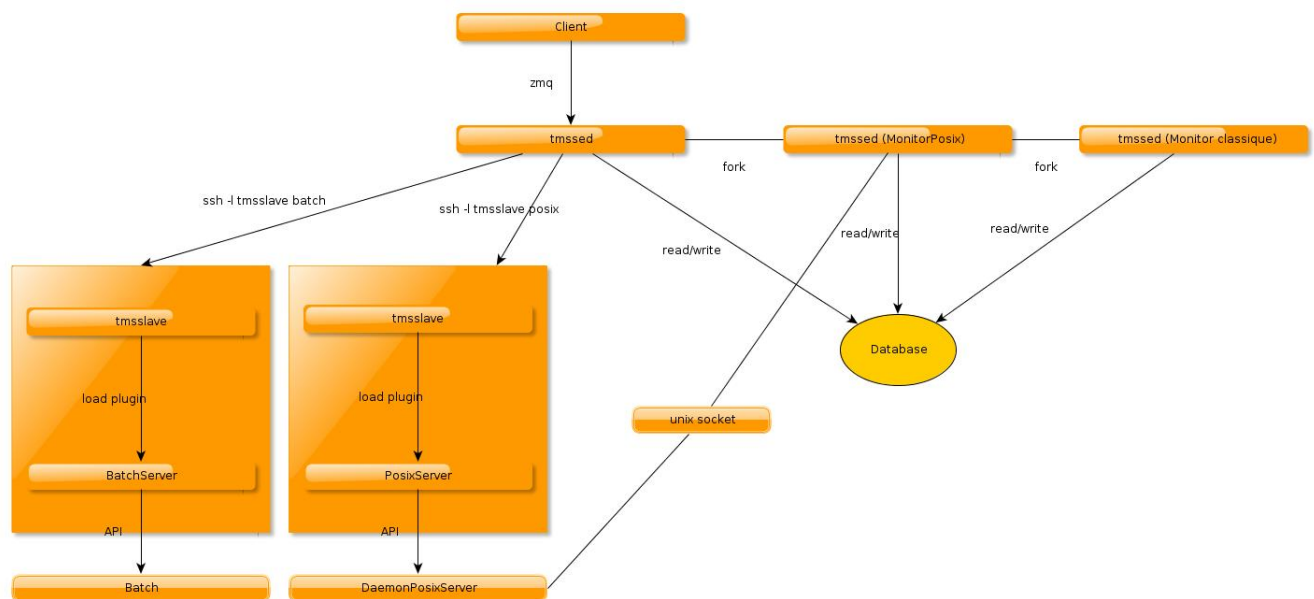 Client
zmq
tmssed
tmssed (MonitorPosix)
tmssed (Monitor classique)
fork
fork
ssh -l tmsslave batch
ssh -l tmsslave posix
read/write
read/write
read/write
tmsslave
tmsslave
Database
load plugin
load plugin
unix socket
BatchServer
PosixServer
API
API
Batch
DaemonPosixServer